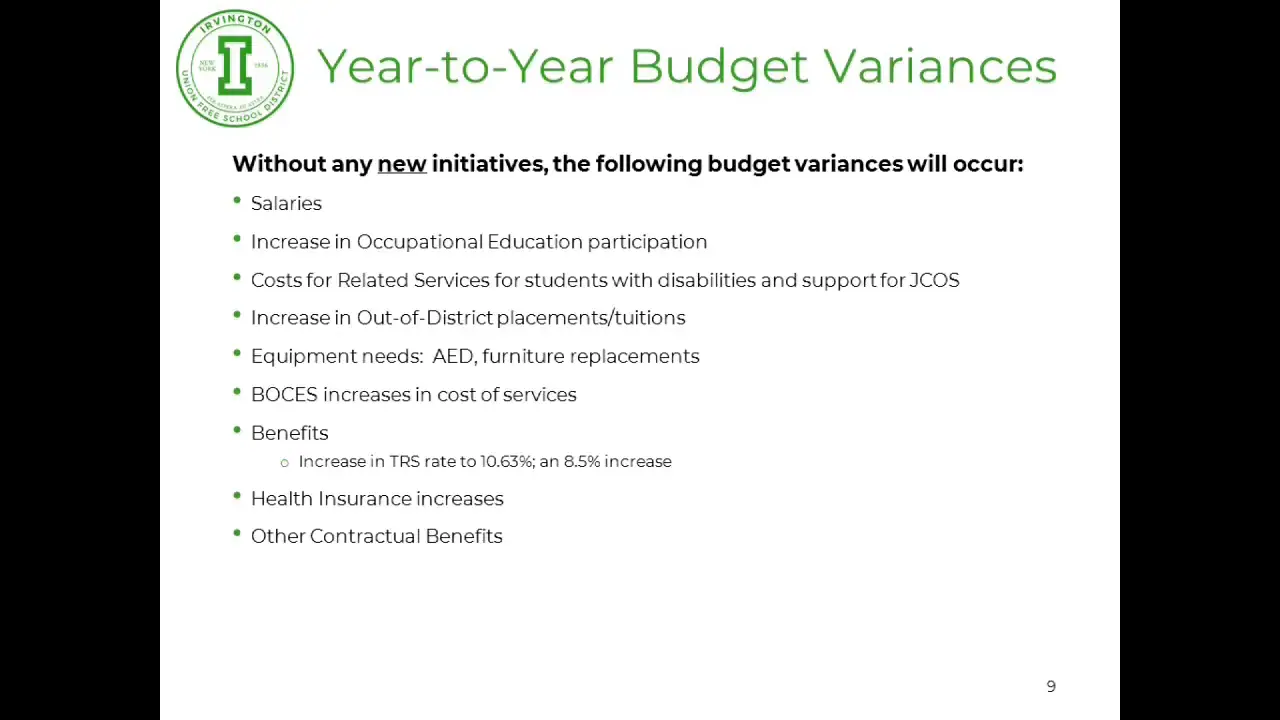 IRVINGTON
NEW YORK
1956
UNION FREE SCHOOL DISTRICT
Year-to-Year Budget Variances
Without any new initiatives, the following budget variances will occur:
• Salaries
• Increase in Occupational Education participation
• Costs for Related Services for students with disabilities and support for JCOS
• Increase in Out-of-District placements/tuitions
• Equipment needs: AED, furniture replacements
• BOCES increases in cost of services
• Benefits
o Increase in TRS rate to 10.63%; an 8.5% increase
• Health Insurance increases
• Other Contractual Benefits
9